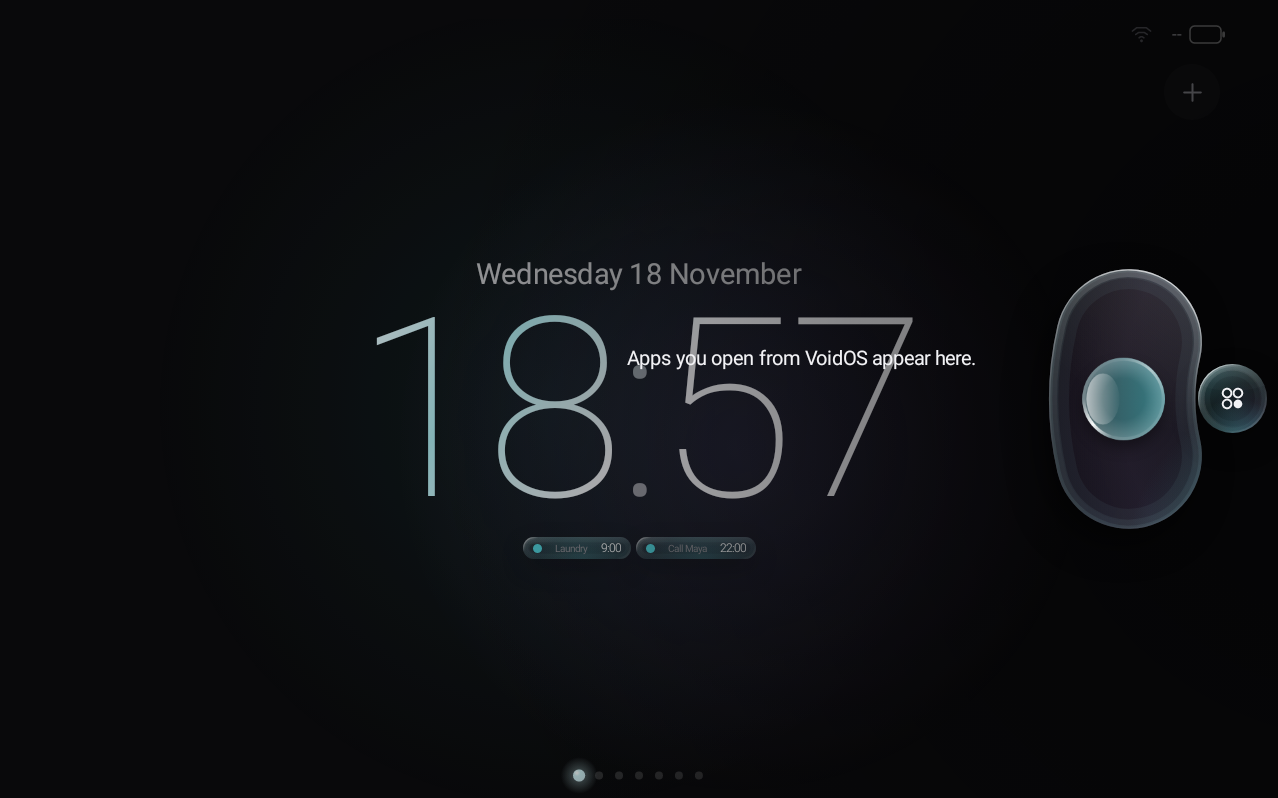 --
Wednesday 18 November
18:57
Apps you open from VoidOS appear here.
Laundry 9:00 Call Maya 22:00